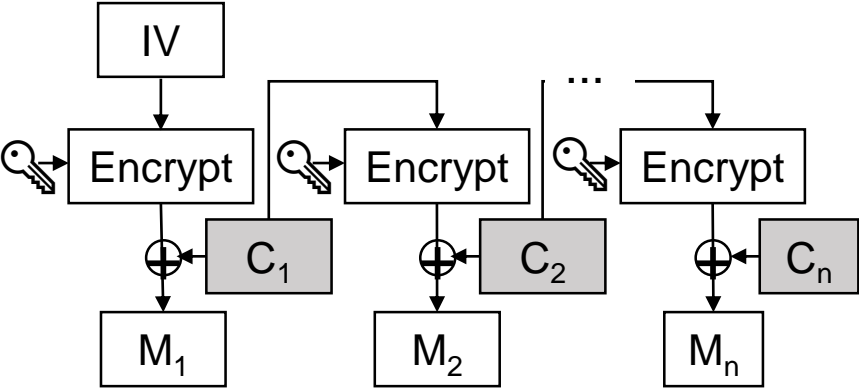 IV
...
Encrypt Encrypt Encrypt
C₁ C₂ Cₙ
M₁ M₂ Mₙ